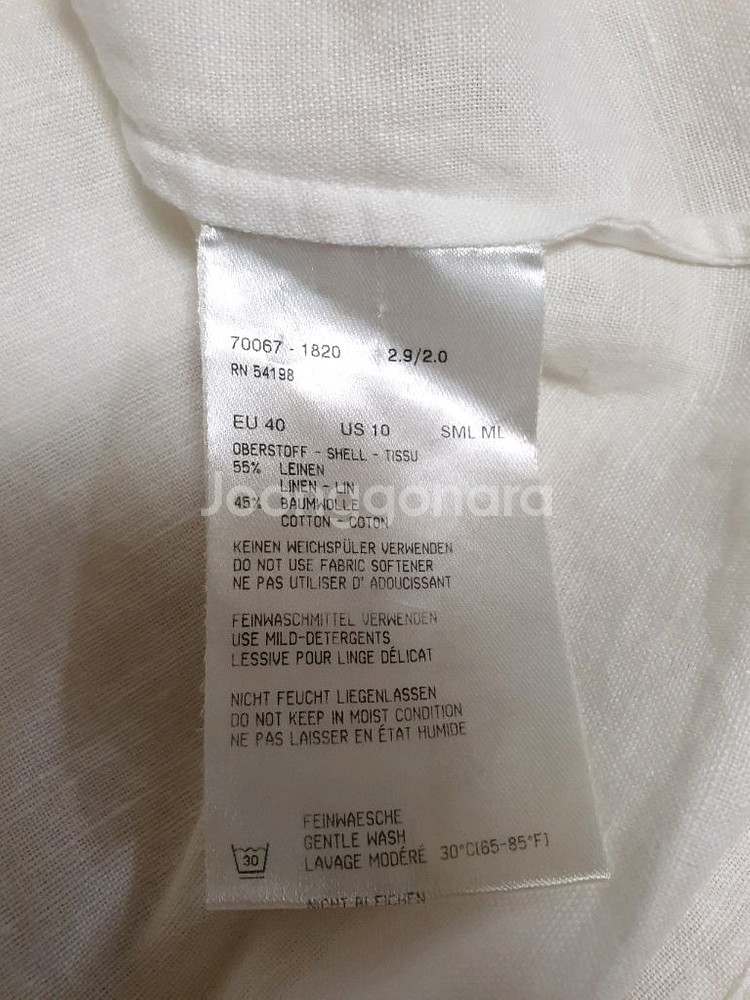 70067 - 1820 2.9/2.0
RN 54198
EU 40 US 10 SML ML
OBERSTOFF - SHELL - TISSU
55% LEINEN
LINEN - LIN
45% BAUMWOLLE
COTTON - COTON
Joonggonara
KEINEN WEICHSPÜLER VERWENDEN
DO NOT USE FABRIC SOFTENER
NE PAS UTILISER D' ADOUCISSANT
FEINWASCHMITTEL VERWENDEN
USE MILD-DETERGENTS
LESSIVE POUR LINGE DÉLICAT
NICHT FEUCHT LIEGENLASSEN
DO NOT KEEP IN MOIST CONDITION
NE PAS LAISSER EN ÉTAT HUMIDE
FEINWAESCHE
GENTLE WASH
30 LAVAGE MODÉRÉ 30°C(65-85°F)
NICHT BLEICHEN